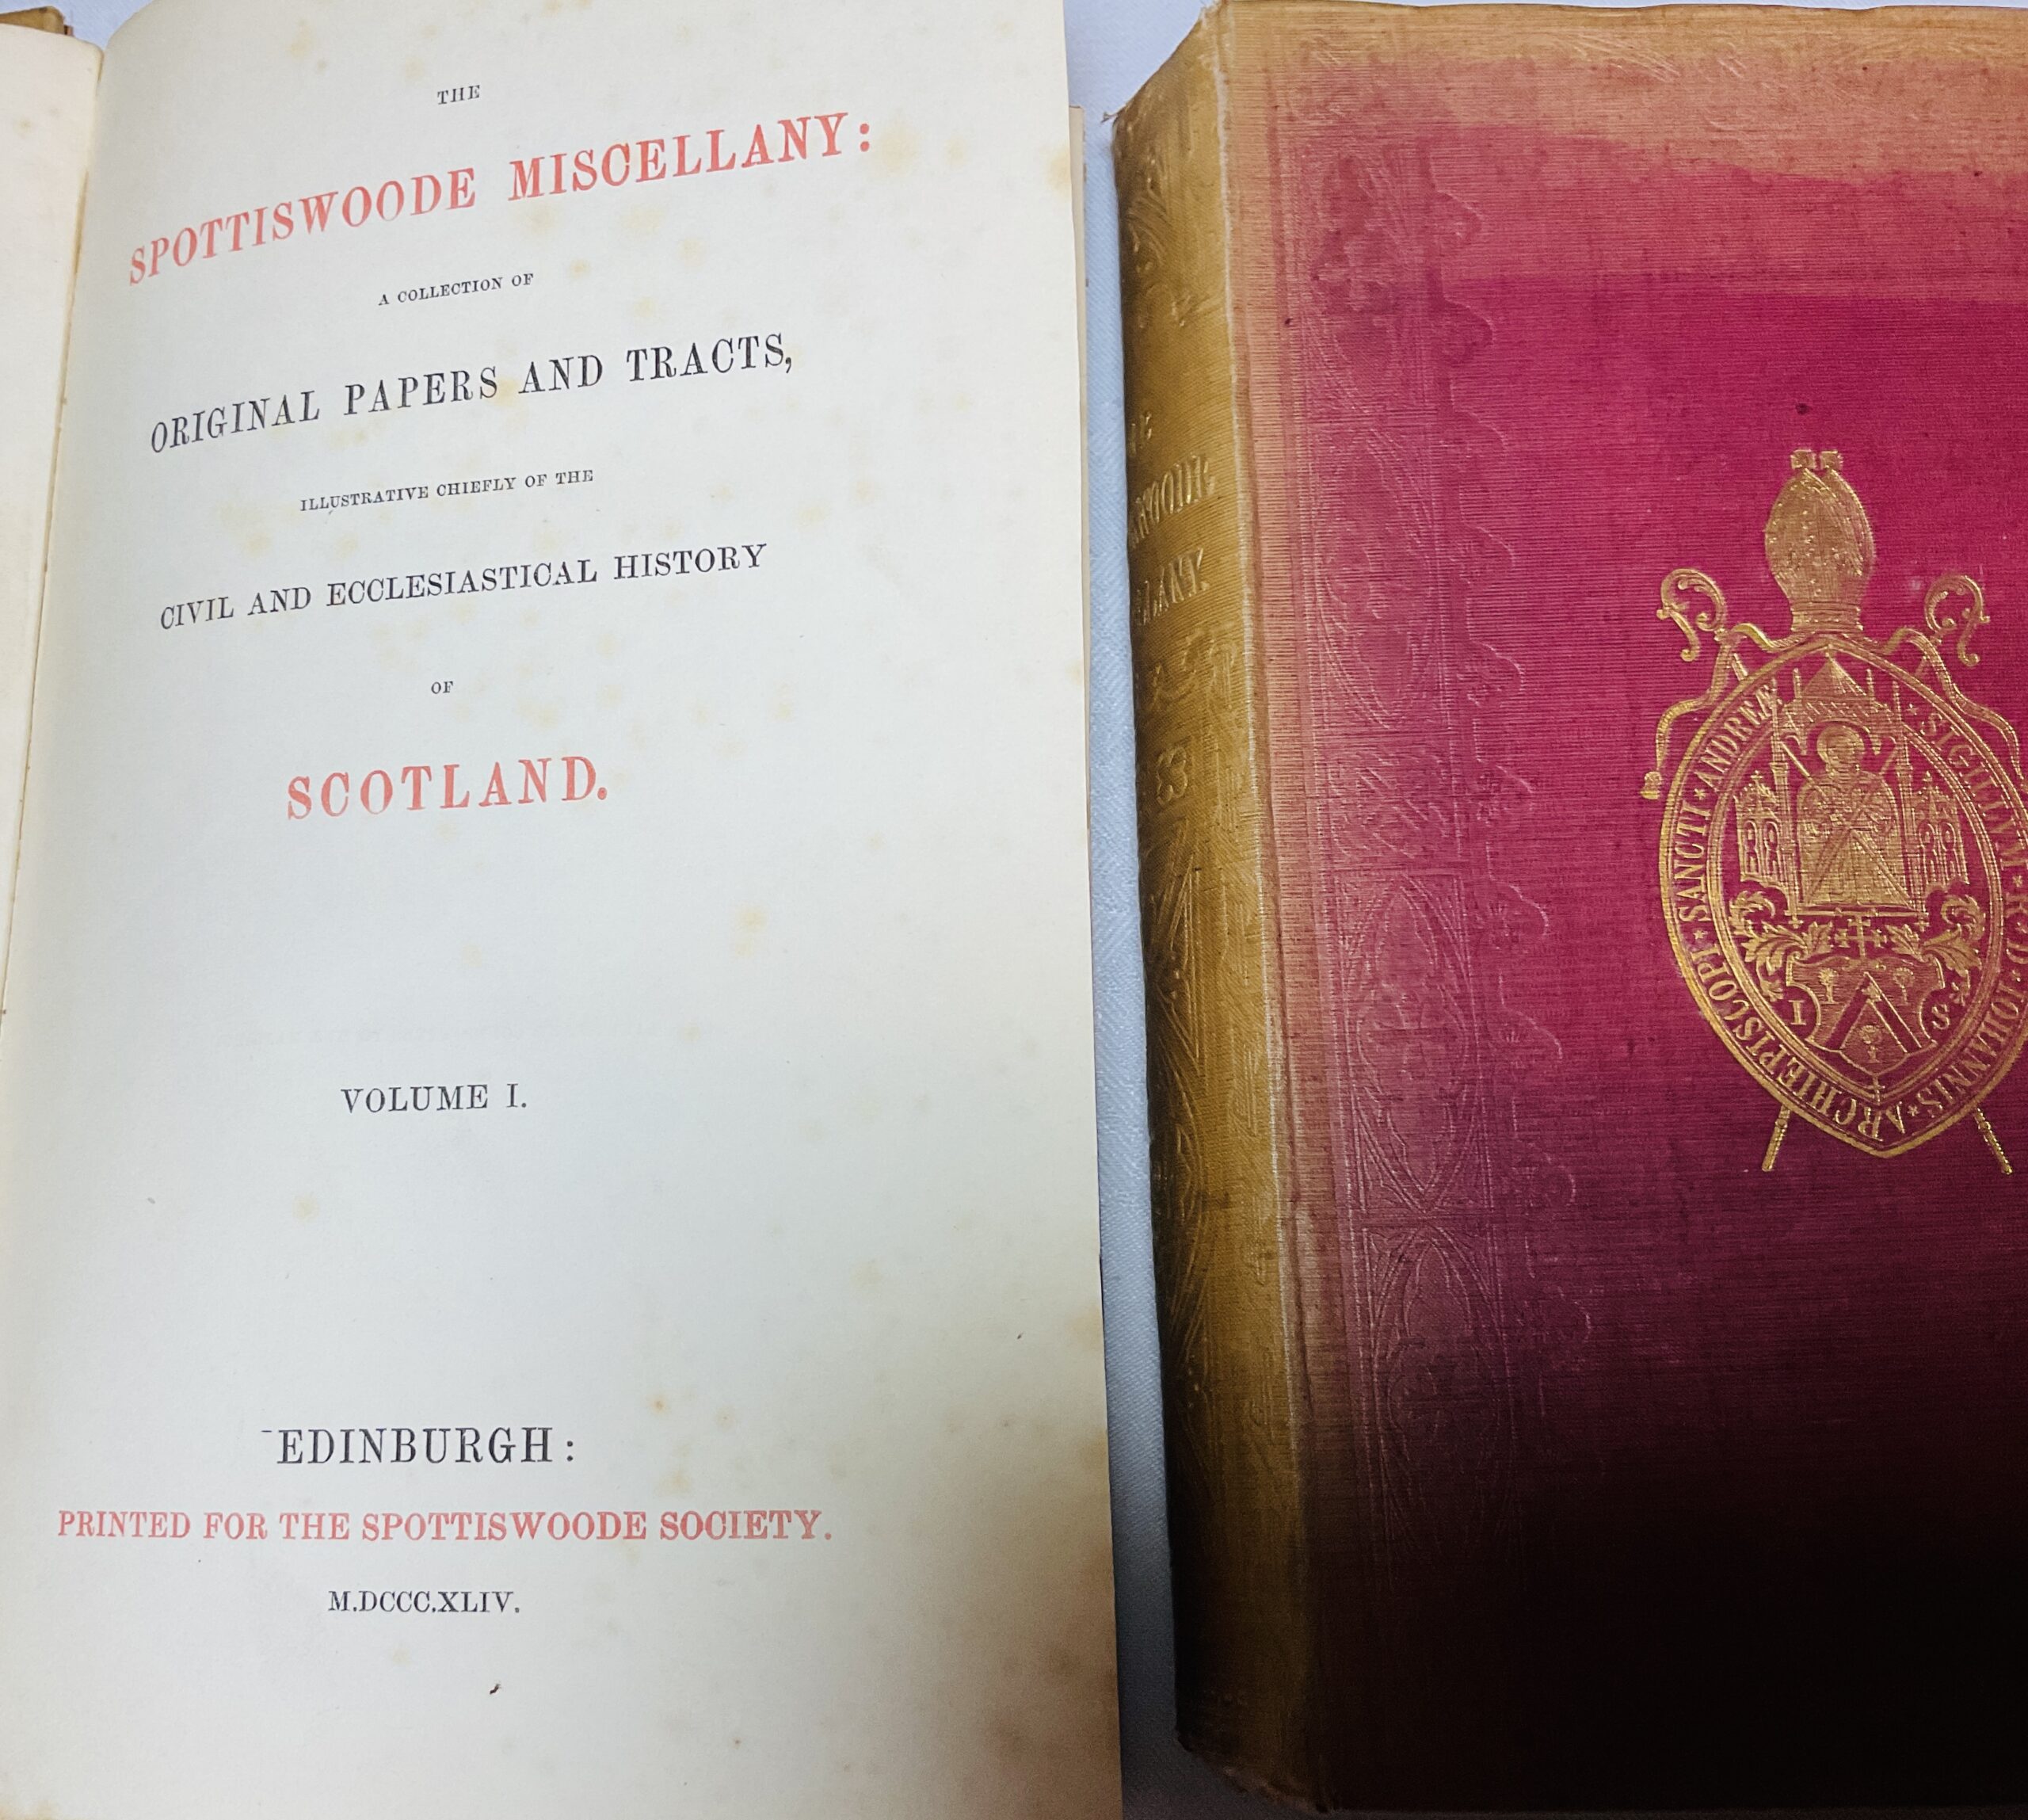 THE
SPOTTISWOODE MISCELLANY:
A COLLECTION OF
ORIGINAL PAPERS AND TRACTS,
ILLUSTRATIVE CHIEFLY OF THE
CIVIL AND ECCLESIASTICAL HISTORY
OF
SCOTLAND.
VOLUME I.
EDINBURGH:
PRINTED FOR THE SPOTTISWOODE SOCIETY.
M.DCCC.XLIV.
SIGILLVM · R · D · IOHANNIS · ARCHIEPISCOPI · SANCTI · ANDREÆ
I S